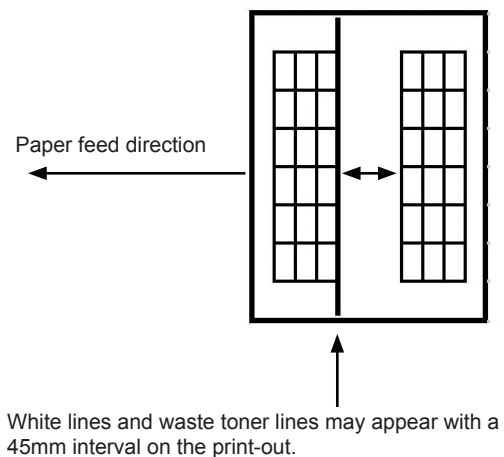 Paper feed direction
White lines and waste toner lines may appear with a
45mm interval on the print-out.